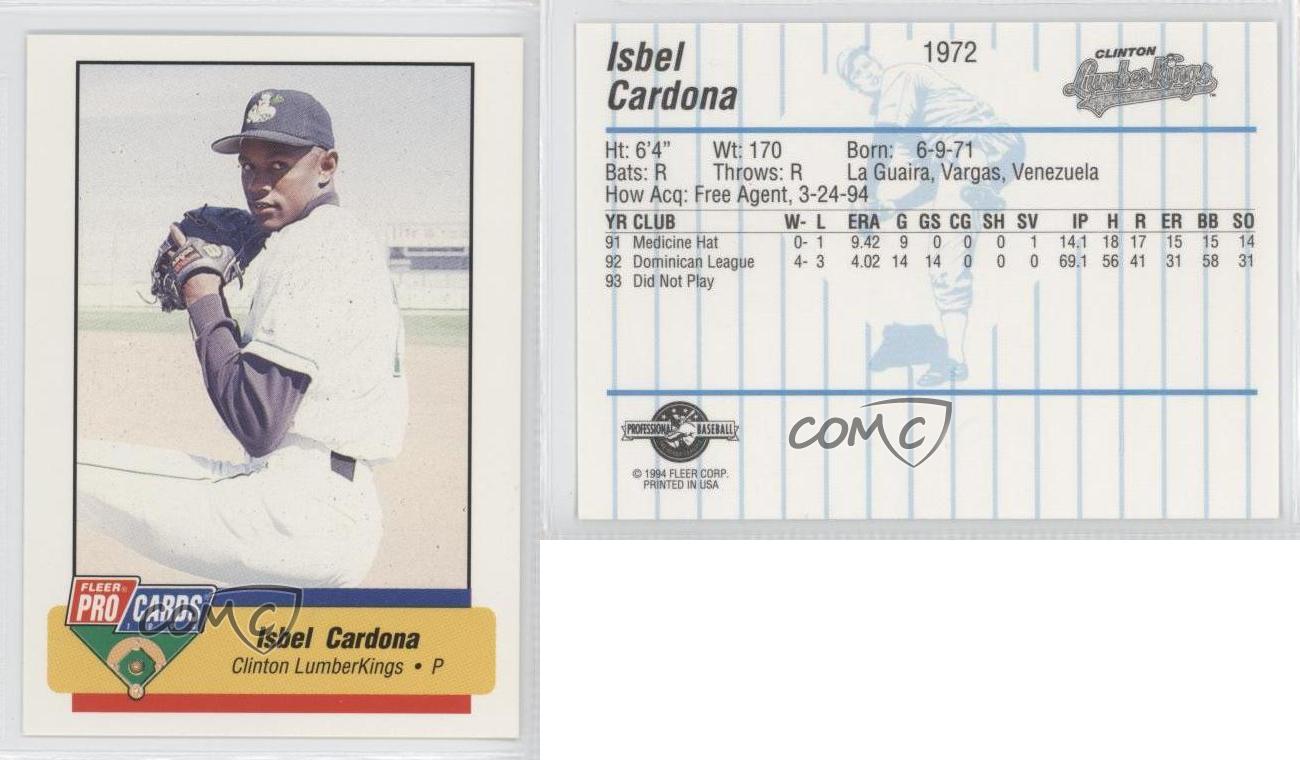 FLEER®
PRO CARDS
Isbel Cardona
Clinton LumberKings • P
COMC
Isbel
Cardona
1972
CLINTON
LumberKings
Ht: 6'4" Wt: 170 Born: 6-9-71
Bats: R Throws: R La Guaira, Vargas, Venezuela
How Acq: Free Agent, 3-24-94
YR CLUB W- L ERA G GS CG SH SV IP H R ER BB SO
91 Medicine Hat 0- 1 9.42 9 0 0 0 1 14.1 18 17 15 15 14
92 Dominican League 4- 3 4.02 14 14 0 0 0 69.1 56 41 31 58 31
93 Did Not Play
PROFESSIONAL BASEBALL
© 1994 FLEER CORP.
PRINTED IN USA
COMC